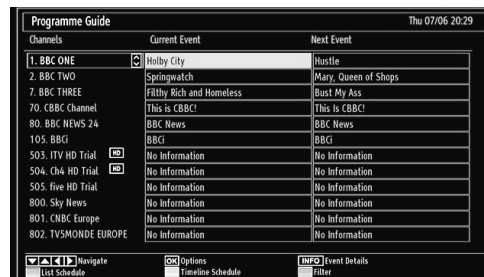 Programme Guide Thu 07/06 20:29
Channels Current Event Next Event
1. BBC ONE Holby City Hustle
2. BBC TWO Springwatch Mary, Queen of Shops
7. BBC THREE Filthy Rich and Homeless Bust My Ass
70. CBBC Channel This is CBBC! This Is CBBC!
80. BBC NEWS 24 BBC News BBC News
105. BBCi BBCi BBCi
503. ITV HD Trial HD No Information No Information
504. Ch4 HD Trial HD No Information No Information
505. five HD Trial No Information No Information
800. Sky News No Information No Information
801. CNBC Europe No Information No Information
802. TV5MONDE EUROPE No Information No Information
Navigate OK Options INFO Event Details
List Schedule Timeline Schedule Filter